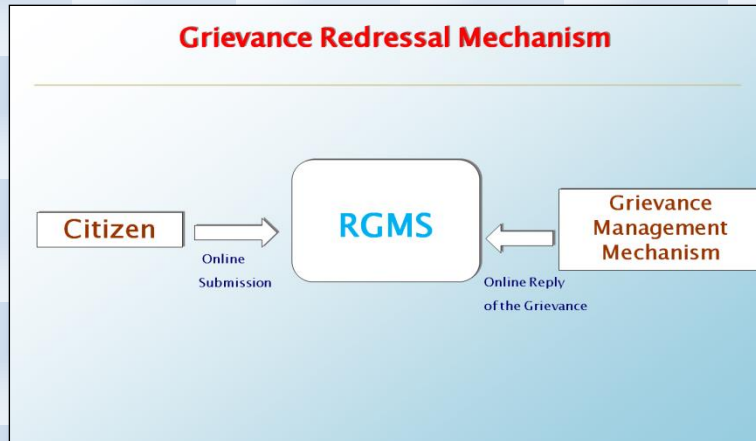 Grievance Redressal Mechanism
Citizen
Online
Submission
RGMS
Online Reply
of the Grievance
Grievance
Management
Mechanism